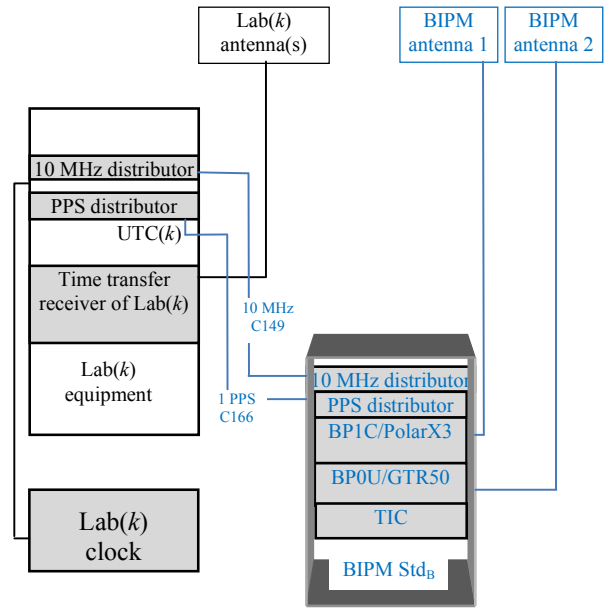 Lab(k)
antenna(s)
BIPM
antenna 1
BIPM
antenna 2
10 MHz distributor
PPS distributor
UTC(k)
Time transfer
receiver of Lab(k)
Lab(k)
equipment
Lab(k)
clock
10 MHz
C149
1 PPS
C166
10 MHz distributor
PPS distributor
BP1C/PolarX3
BP0U/GTR50
TIC
BIPM StdB